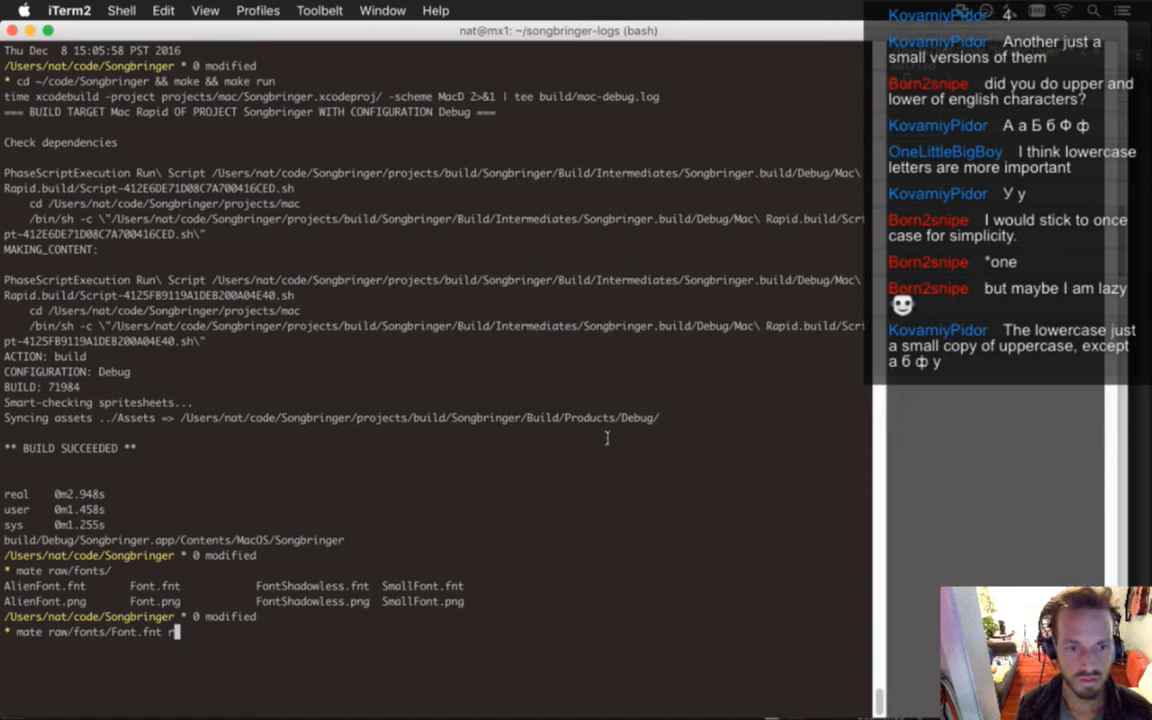 iTerm2 Shell Edit View Profiles Toolbelt Window Help
nat@mx1: ~/songbringer-logs (bash)
Thu Dec  8 15:05:58 PST 2016
/Users/nat/code/Songbringer * 0 modified
* cd ~/code/Songbringer && make && make run
time xcodebuild -project projects/mac/Songbringer.xcodeproj/ -scheme MacD 2>&1 | tee build/mac-debug.log
=== BUILD TARGET Mac Rapid OF PROJECT Songbringer WITH CONFIGURATION Debug ===
Check dependencies
PhaseScriptExecution Run\ Script /Users/nat/code/Songbringer/projects/build/Songbringer/Build/Intermediates/Songbringer.build/Debug/Mac\
Rapid.build/Script-412E6DE71D08C7A700416CED.sh
cd /Users/nat/code/Songbringer/projects/mac
/bin/sh -c \"/Users/nat/code/Songbringer/projects/build/Songbringer/Build/Intermediates/Songbringer.build/Debug/Mac\ Rapid.build/Scri
pt-412E6DE71D08C7A700416CED.sh\"
MAKING_CONTENT:
PhaseScriptExecution Run\ Script /Users/nat/code/Songbringer/projects/build/Songbringer/Build/Intermediates/Songbringer.build/Debug/Mac\
Rapid.build/Script-4125FB9119A1DEB200A04E40.sh
cd /Users/nat/code/Songbringer/projects/mac
/bin/sh -c \"/Users/nat/code/Songbringer/projects/build/Songbringer/Build/Intermediates/Songbringer.build/Debug/Mac\ Rapid.build/Scri
pt-4125FB9119A1DEB200A04E40.sh\"
ACTION: build
CONFIGURATION: Debug
BUILD: 71984
Smart-checking spritesheets...
Syncing assets ../Assets => /Users/nat/code/Songbringer/projects/build/Songbringer/Build/Products/Debug/
** BUILD SUCCEEDED **
real 0m2.948s
user 0m1.458s
sys 0m1.255s
build/Debug/Songbringer.app/Contents/MacOS/Songbringer
/Users/nat/code/Songbringer * 0 modified
* mate raw/fonts/
AlienFont.fnt Font.fnt FontShadowless.fnt SmallFont.fnt
AlienFont.png Font.png FontShadowless.png SmallFont.png
/Users/nat/code/Songbringer * 0 modified
* mate raw/fonts/Font.fnt r
KovarniyPidor 4
KovarniyPidor Another just a
small versions of them
Born2snipe did you do upper and
lower of english characters?
KovarniyPidor А а Б б Ф ф
OneLittleBigBoy I think lowercase
letters are more important
KovarniyPidor У у
Born2snipe I would stick to once
case for simplicity.
Born2snipe *one
Born2snipe but maybe I am lazy
KovarniyPidor The lowercase just
a small copy of uppercase, except
а б ф у